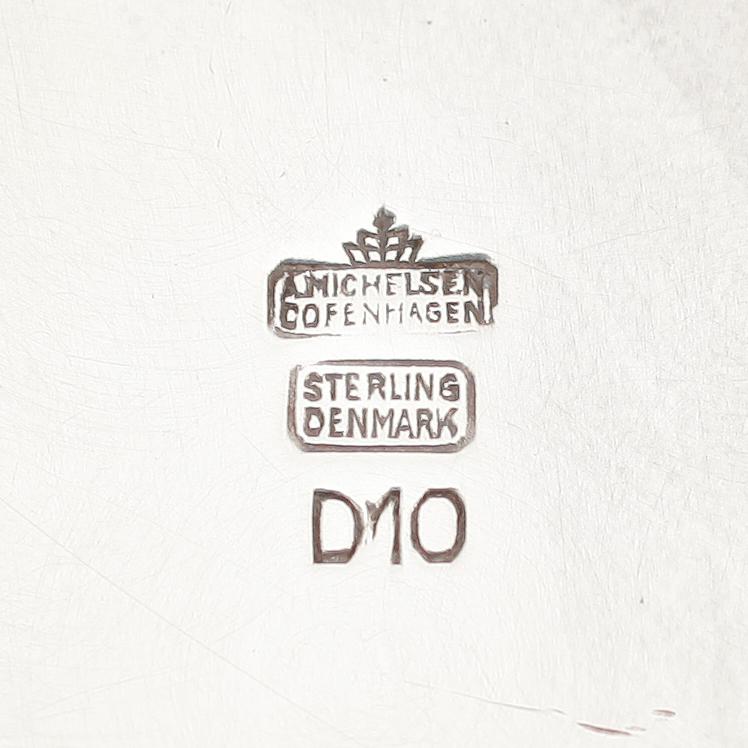 A.MICHELSEN
COPENHAGEN
STERLING
DENMARK
D10